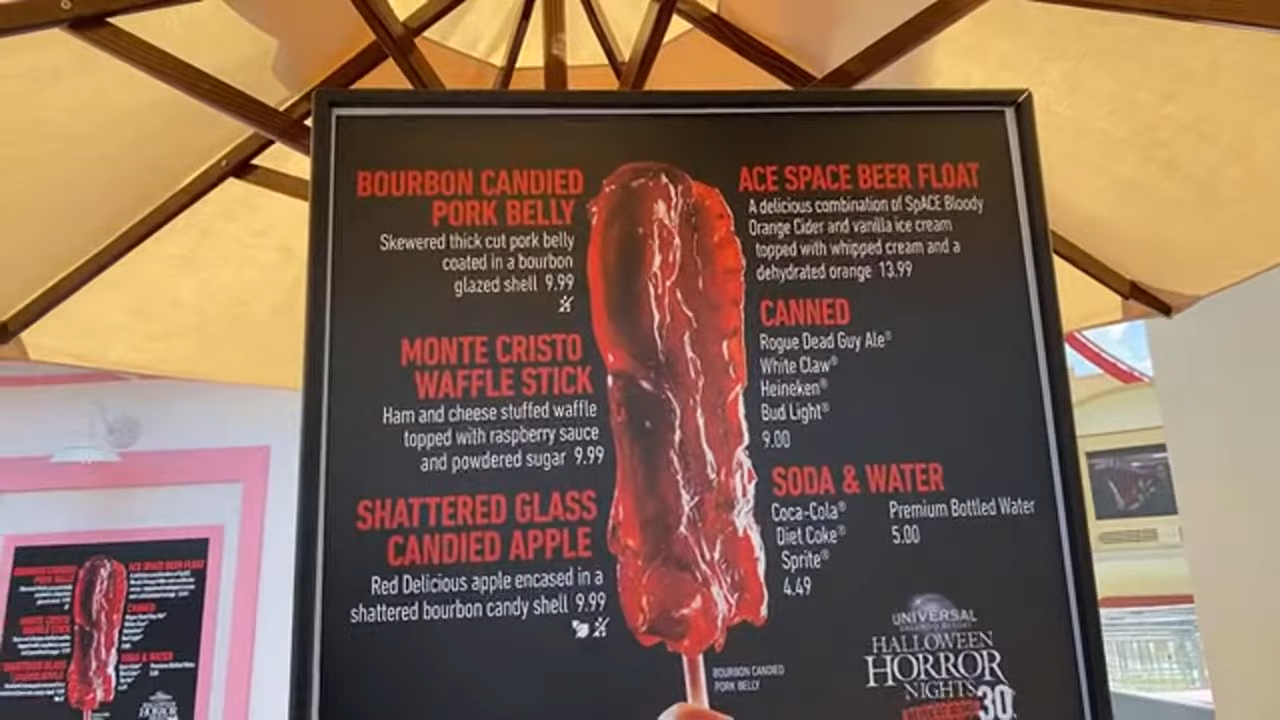 BOURBON CANDIED
PORK BELLY
Skewered thick cut pork belly
coated in a bourbon
glazed shell 9.99
MONTE CRISTO
WAFFLE STICK
Ham and cheese stuffed waffle
topped with raspberry sauce
and powdered sugar 9.99
SHATTERED GLASS
CANDIED APPLE
Red Delicious apple encased in a
shattered bourbon candy shell 9.99
ACE SPACE BEER FLOAT
A delicious combination of SpACE Bloody
Orange Cider and vanilla ice cream
topped with whipped cream and a
dehydrated orange 13.99
CANNED
Rogue Dead Guy Ale®
White Claw®
Heineken®
Bud Light®
9.00
SODA & WATER
Coca-Cola®
Diet Coke®
Sprite®
4.49
Premium Bottled Water
5.00
BOURBON CANDIED
PORK BELLY
UNIVERSAL
HALLOWEEN
HORROR
NIGHTS
30